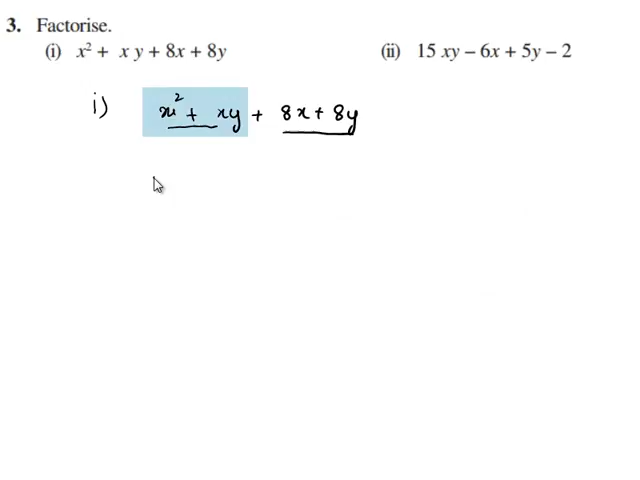 3. Factorise.
(i) x² + x y + 8x + 8y (ii) 15 xy – 6x + 5y – 2
i) x² + xy + 8x + 8y